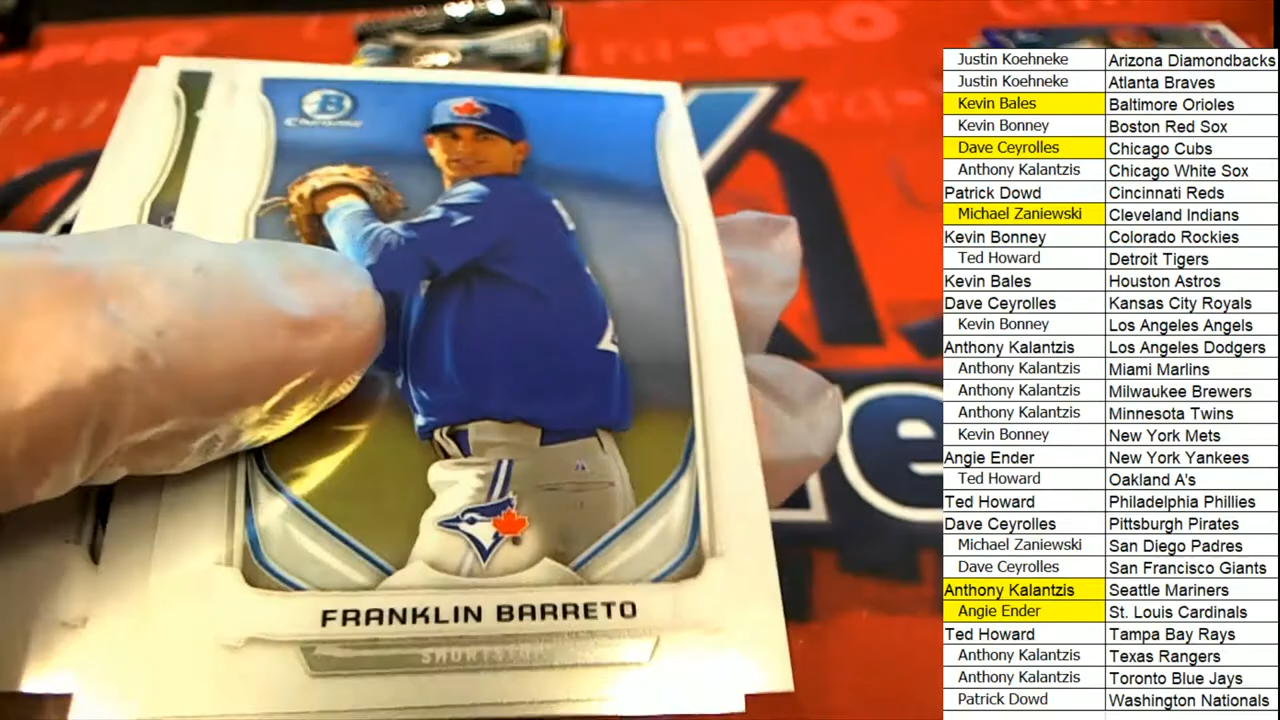 PRO
B
Chrome
e
FRANKLIN BARRETO
SHORTSTOP
Justin Koehneke Arizona Diamondbacks
Justin Koehneke Atlanta Braves
Kevin Bales Baltimore Orioles
Kevin Bonney Boston Red Sox
Dave Ceyrolles Chicago Cubs
Anthony Kalantzis Chicago White Sox
Patrick Dowd Cincinnati Reds
Michael Zaniewski Cleveland Indians
Kevin Bonney Colorado Rockies
Ted Howard Detroit Tigers
Kevin Bales Houston Astros
Dave Ceyrolles Kansas City Royals
Kevin Bonney Los Angeles Angels
Anthony Kalantzis Los Angeles Dodgers
Anthony Kalantzis Miami Marlins
Anthony Kalantzis Milwaukee Brewers
Anthony Kalantzis Minnesota Twins
Kevin Bonney New York Mets
Angie Ender New York Yankees
Ted Howard Oakland A's
Ted Howard Philadelphia Phillies
Dave Ceyrolles Pittsburgh Pirates
Michael Zaniewski San Diego Padres
Dave Ceyrolles San Francisco Giants
Anthony Kalantzis Seattle Mariners
Angie Ender St. Louis Cardinals
Ted Howard Tampa Bay Rays
Anthony Kalantzis Texas Rangers
Anthony Kalantzis Toronto Blue Jays
Patrick Dowd Washington Nationals